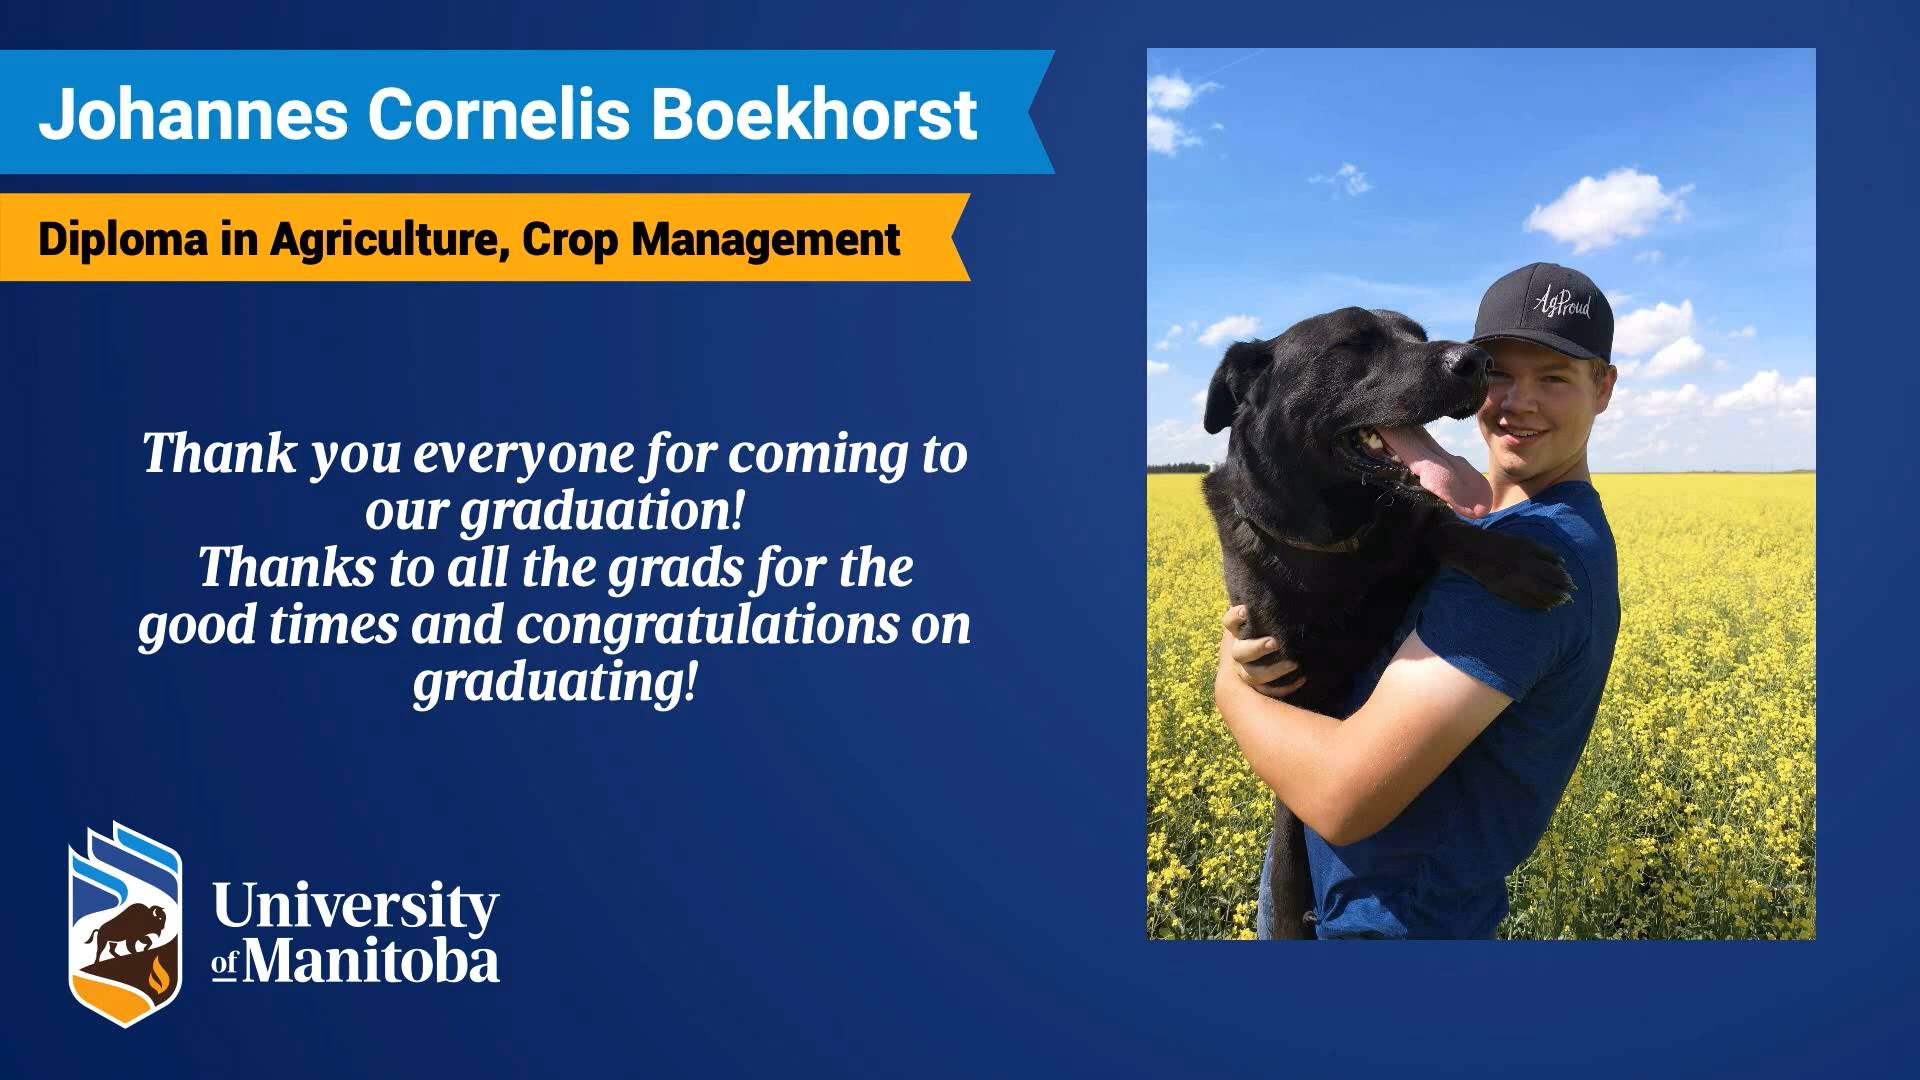 Johannes Cornelis Boekhorst
Diploma in Agriculture, Crop Management
Thank you everyone for coming to
our graduation!
Thanks to all the grads for the
good times and congratulations on
graduating!
University
of Manitoba
AgProud